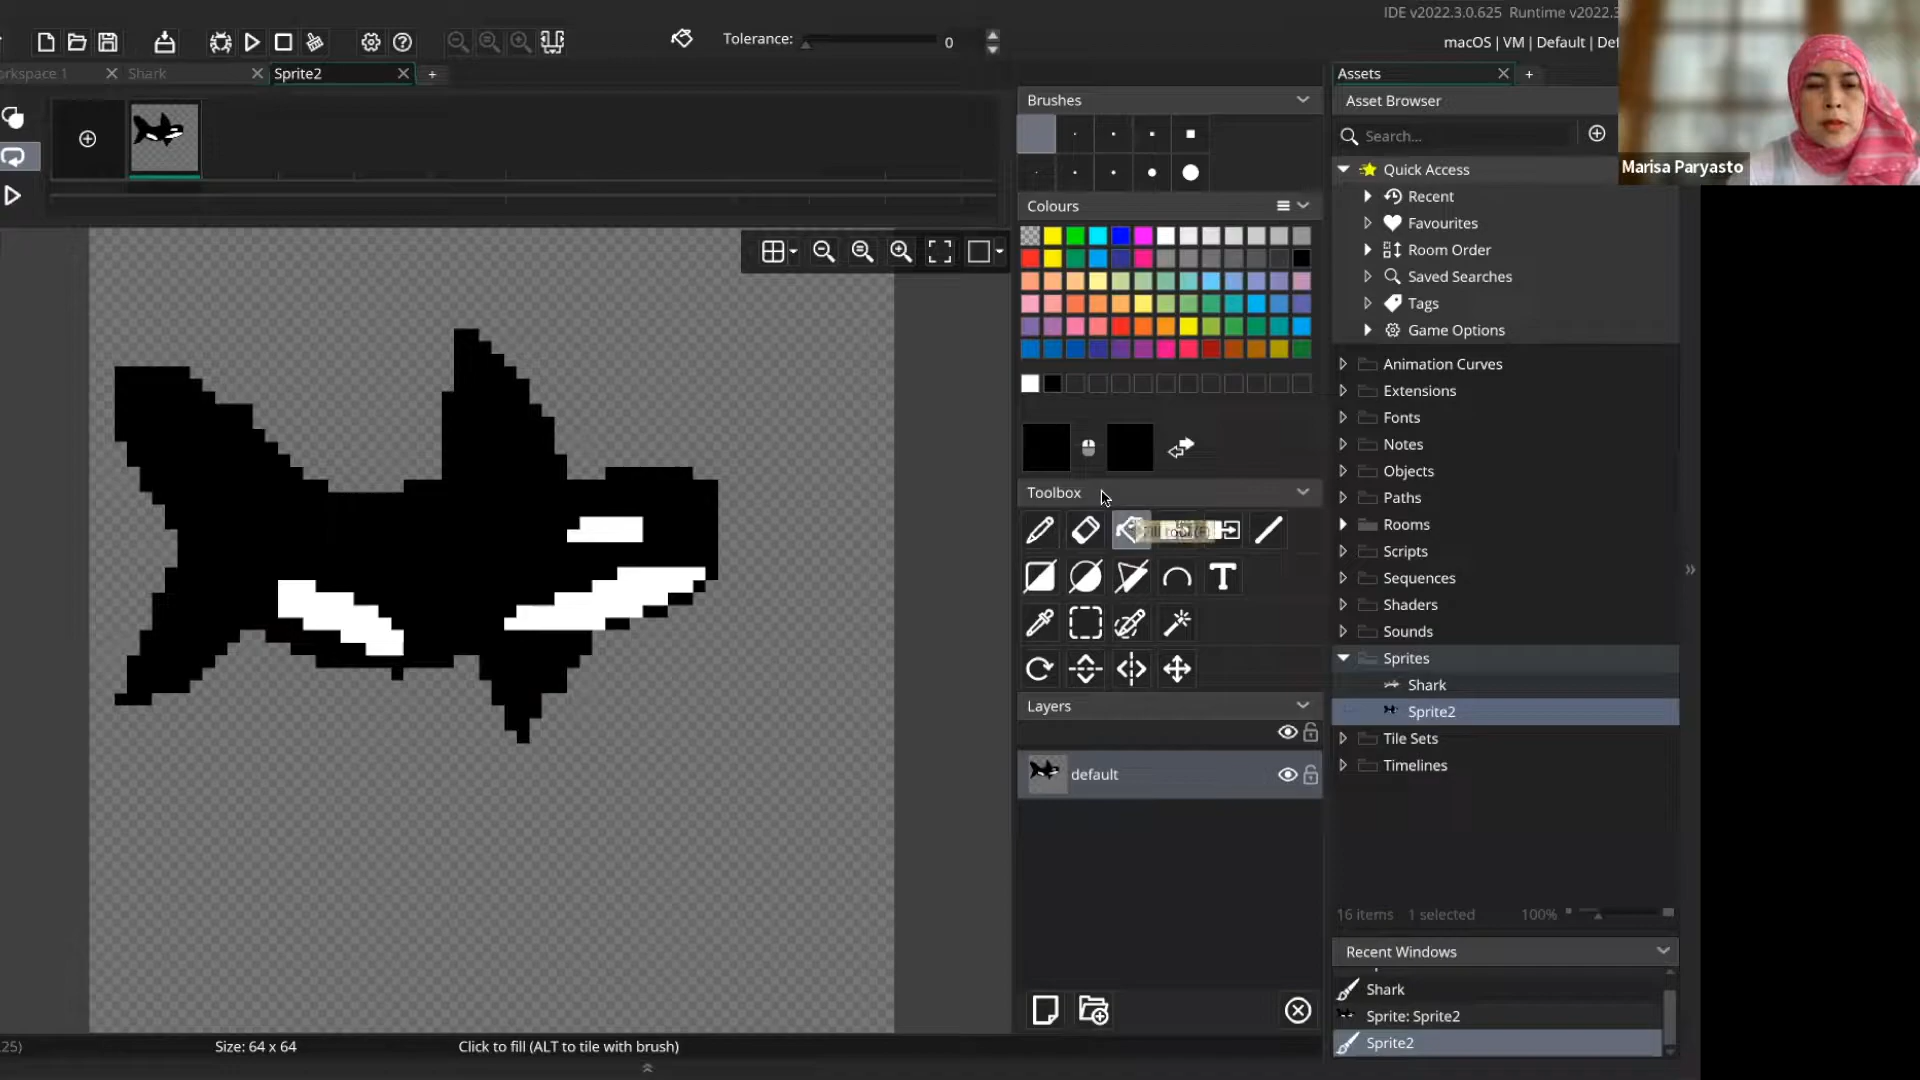 IDE v2022.3.0.625 Runtime v2022.3
Tolerance:
0
macOS | VM | Default | Def
orkspace 1
Shark
Sprite2
Assets
Brushes
Asset Browser
Search...
Marisa Paryasto
Quick Access
Recent
Colours
Favourites
Room Order
Saved Searches
Tags
Game Options
Animation Curves
Extensions
Fonts
Notes
Objects
Toolbox
Paths
Fill tool (F)
Rooms
Scripts
T
Sequences
Shaders
Sounds
Sprites
Shark
Layers
Sprite2
Tile Sets
default
Timelines
16 items 1 selected 100%
Recent Windows
Shark
Sprite: Sprite2
Sprite2
25)
Size: 64 x 64
Click to fill (ALT to tile with brush)